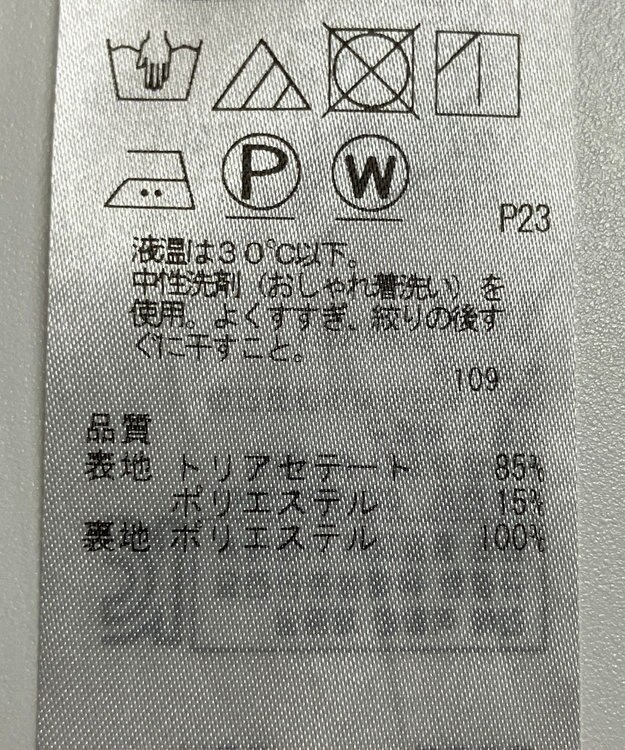 P W
P23
液温は30℃以下。
中性洗剤（おしゃれ着洗い）を
使用。よくすすぎ、絞りの後す
ぐに干すこと。
109
品質
表地 トリアセテート 85%
ポリエステル 15%
裏地 ポリエステル 100%